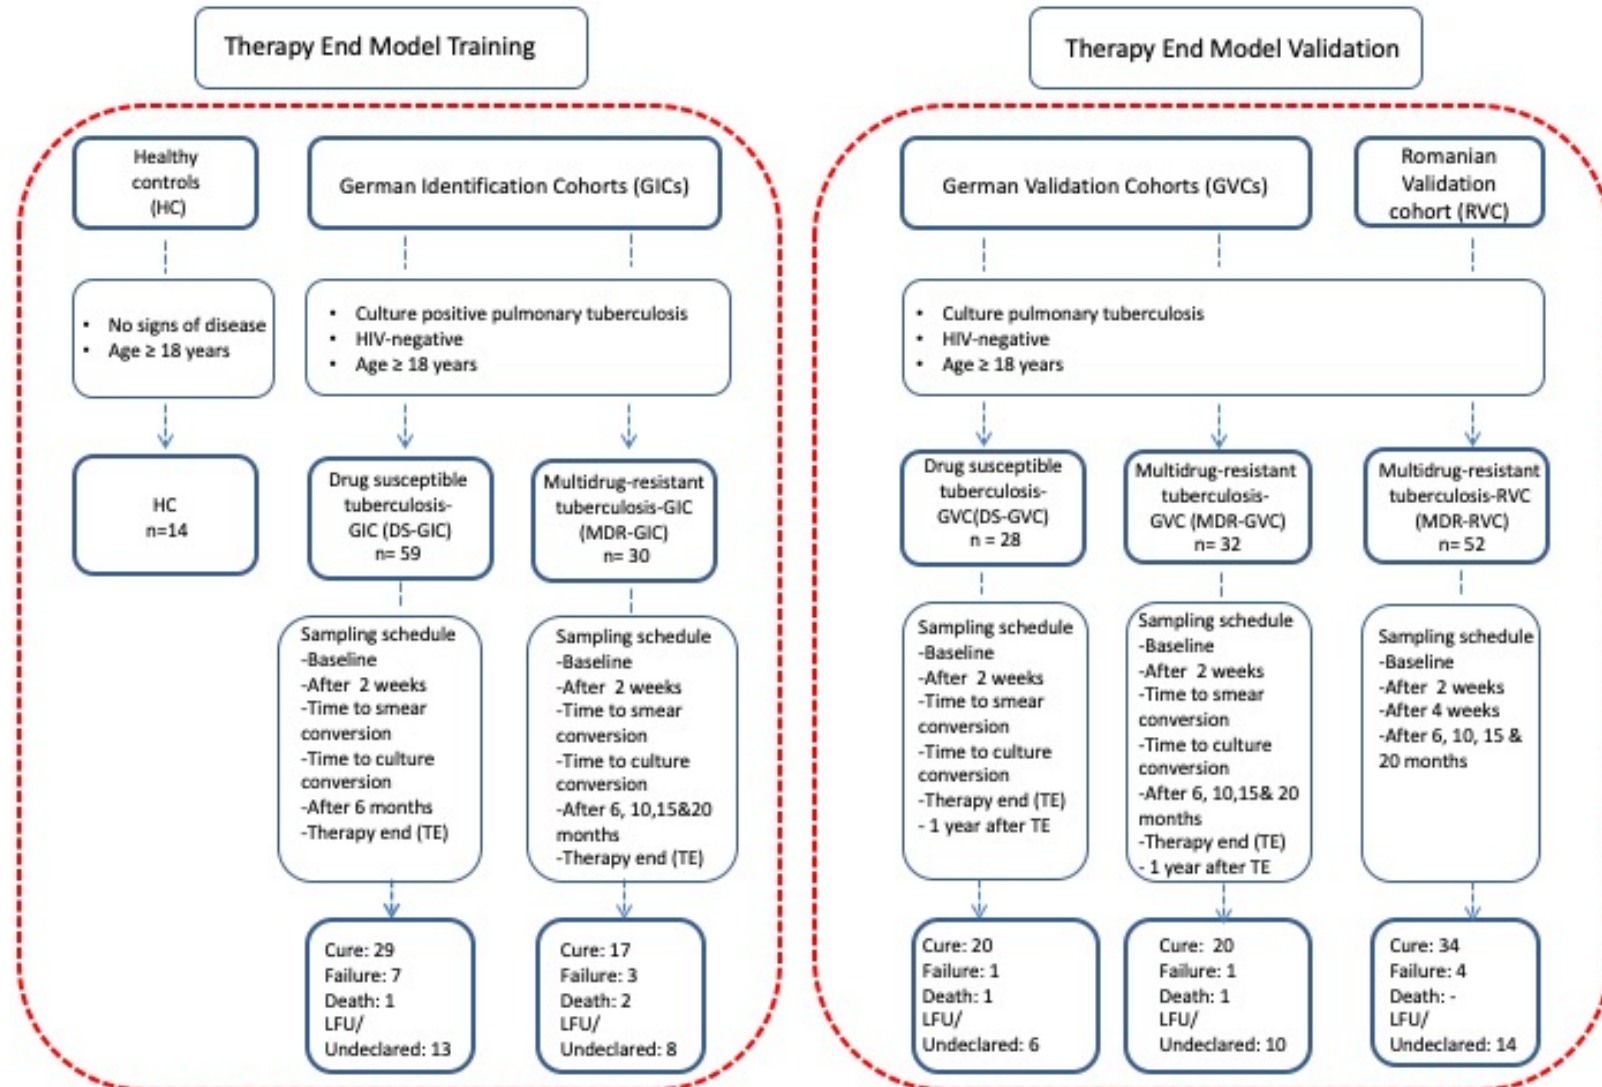 Therapy End Model Training
Therapy End Model Validation
Healthy
controls
(HC)
German Identification Cohorts (GICs)
German Validation Cohorts (GVCs)
Romanian
Validation
cohort (RVC)
• No signs of disease
• Age ≥ 18 years
• Culture positive pulmonary tuberculosis
• HIV-negative
• Age ≥ 18 years
• Culture pulmonary tuberculosis
• HIV-negative
• Age ≥ 18 years
HC
n=14
Drug susceptible
tuberculosis-
GIC (DS-GIC)
n= 59
Multidrug-resistant
tuberculosis-GIC
(MDR-GIC)
n= 30
Drug susceptible
tuberculosis-
GVC(DS-GVC)
n = 28
Multidrug-resistant
tuberculosis-
GVC (MDR-GVC)
n= 32
Multidrug-resistant
tuberculosis-RVC
(MDR-RVC)
n= 52
Sampling schedule
-Baseline
-After 2 weeks
-Time to smear
conversion
-Time to culture
conversion
-After 6 months
-Therapy end (TE)
Sampling schedule
-Baseline
-After 2 weeks
-Time to smear
conversion
-Time to culture
conversion
-After 6, 10,15&20
months
-Therapy end (TE)
Sampling schedule
-Baseline
-After 2 weeks
-Time to smear
conversion
-Time to culture
conversion
-Therapy end (TE)
- 1 year after TE
Sampling schedule
-Baseline
-After 2 weeks
-Time to smear
conversion
-Time to culture
conversion
-After 6, 10,15& 20
months
-Therapy end (TE)
- 1 year after TE
Sampling schedule
-Baseline
-After 2 weeks
-After 4 weeks
-After 6, 10, 15 &
20 months
Cure: 29
Failure: 7
Death: 1
LFU/
Undeclared: 13
Cure: 17
Failure: 3
Death: 2
LFU/
Undeclared: 8
Cure: 20
Failure: 1
Death: 1
LFU/
Undeclared: 6
Cure: 20
Failure: 1
Death: 1
LFU/
Undeclared: 10
Cure: 34
Failure: 4
Death: -
LFU/
Undeclared: 14